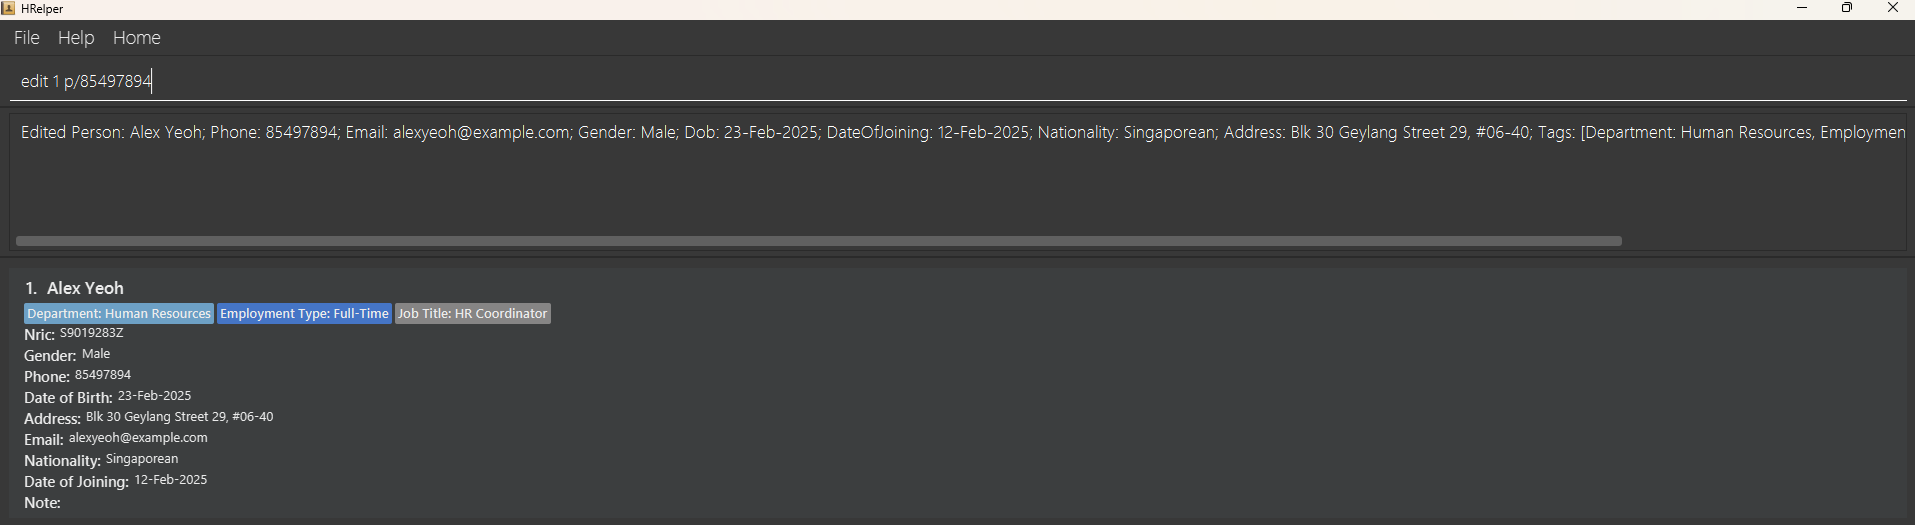 HRelper
File Help Home
edit 1 p/85497894
Edited Person: Alex Yeoh; Phone: 85497894; Email: alexyeoh@example.com; Gender: Male; Dob: 23-Feb-2025; DateOfJoining: 12-Feb-2025; Nationality: Singaporean; Address: Blk 30 Geylang Street 29, #06-40; Tags: [Department: Human Resources, Employmen
1. Alex Yeoh
Department: Human Resources Employment Type: Full-Time Job Title: HR Coordinator
Nric: S9019283Z
Gender: Male
Phone: 85497894
Date of Birth: 23-Feb-2025
Address: Blk 30 Geylang Street 29, #06-40
Email: alexyeoh@example.com
Nationality: Singaporean
Date of Joining: 12-Feb-2025
Note: